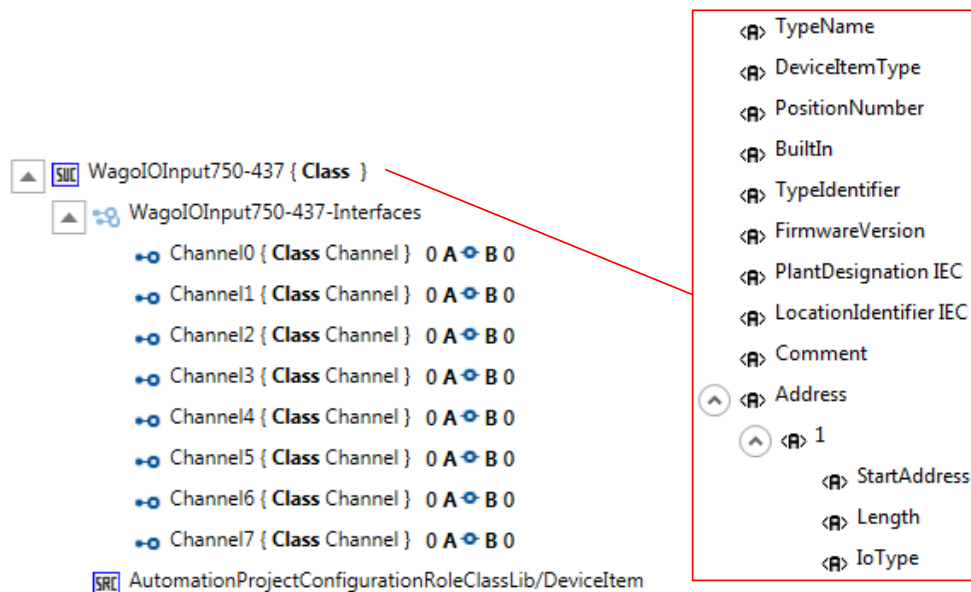 SUC WagoIOInput750-437 { Class }
WagoIOInput750-437-Interfaces
Channel0 { Class Channel } 0 A B 0
Channel1 { Class Channel } 0 A B 0
Channel2 { Class Channel } 0 A B 0
Channel3 { Class Channel } 0 A B 0
Channel4 { Class Channel } 0 A B 0
Channel5 { Class Channel } 0 A B 0
Channel6 { Class Channel } 0 A B 0
Channel7 { Class Channel } 0 A B 0
SRC AutomationProjectConfigurationRoleClassLib/DeviceItem
<A> TypeName
<A> DeviceItemType
<A> PositionNumber
<A> BuiltIn
<A> TypeIdentifier
<A> FirmwareVersion
<A> PlantDesignation IEC
<A> LocationIdentifier IEC
<A> Comment
<A> Address
<A> 1
<A> StartAddress
<A> Length
<A> IoType